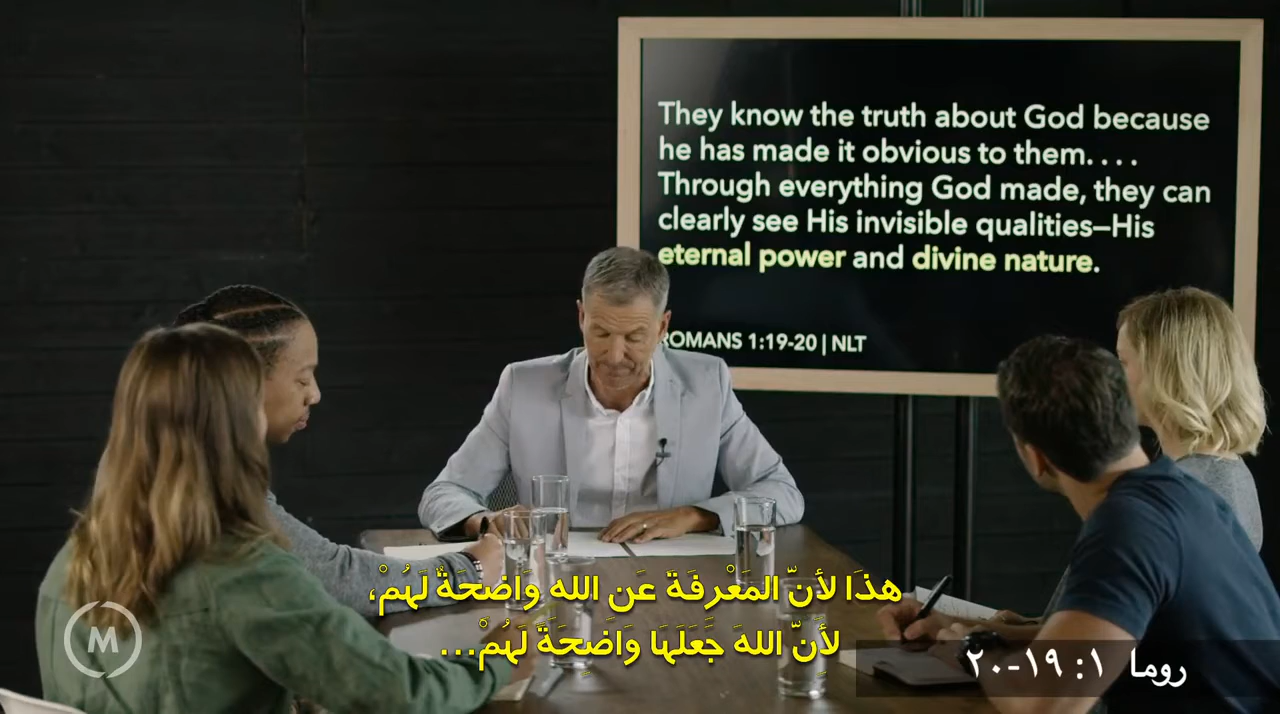 They know the truth about God because
he has made it obvious to them. . . .
Through everything God made, they can
clearly see His invisible qualities—His
eternal power and divine nature.
ROMANS 1:19-20 | NLT
هذَا لأنّ المَعْرِفَةَ عَنِ اللهِ وَاضِحَةٌ لَهُمْ،
لأِنّ اللهَ جَعَلَهَا وَاضِحَةً لَهُمْ...
روما ١: ١٩-٢٠
M